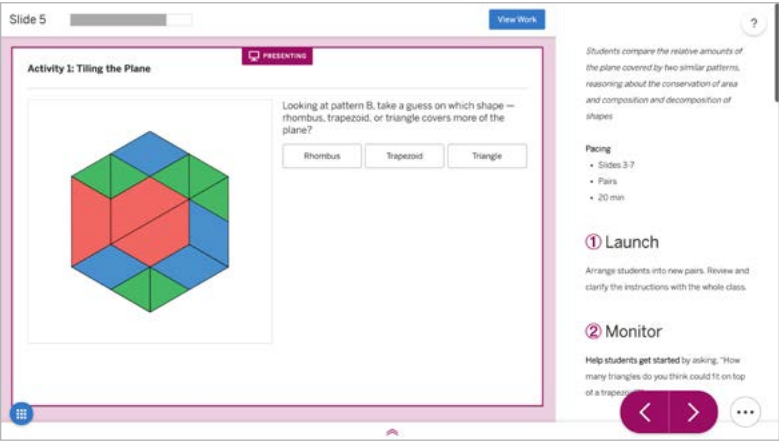 Slide 5
View Work
?
PRESENTING
Activity 1: Tiling the Plane
Looking at pattern B, take a guess on which shape —
rhombus, trapezoid, or triangle covers more of the
plane?
Rhombus
Trapezoid
Triangle
Students compare the relative amounts of
the plane covered by two similar patterns,
reasoning about the conservation of area
and composition and decomposition of
shapes
Pacing
• Slides 3-7
• Pairs
• 20 min
1 Launch
Arrange students into new pairs. Review and
clarify the instructions with the whole class.
2 Monitor
Help students get started by asking, "How
many triangles do you think could fit on top
of a